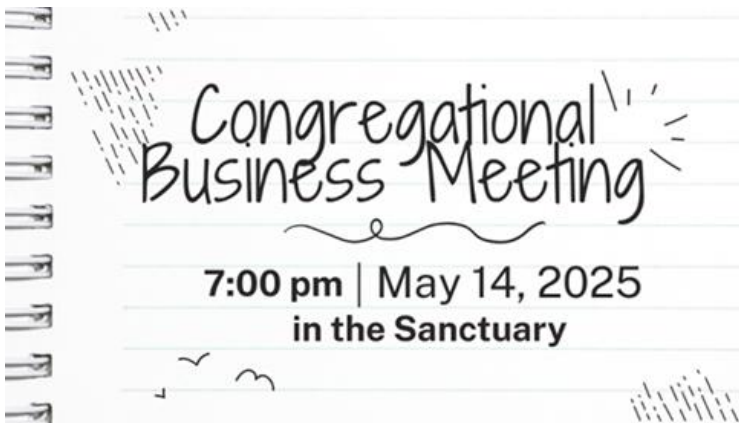 Congregational
Business Meeting
7:00 pm | May 14, 2025
in the Sanctuary